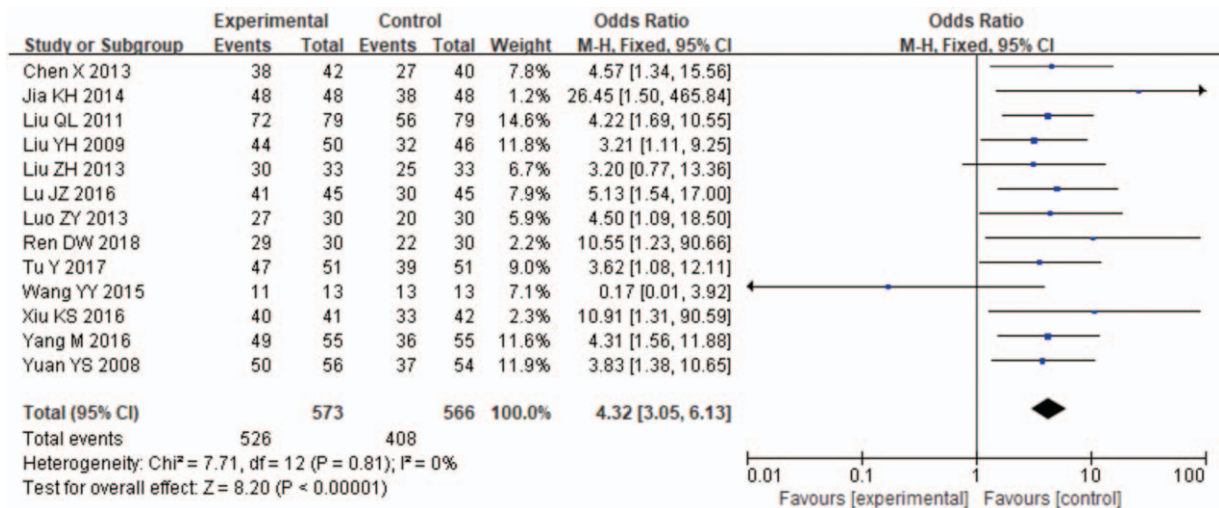 Experimental Control Odds Ratio Odds Ratio
Study or Subgroup Events Total Events Total Weight M-H, Fixed, 95% CI M-H, Fixed, 95% CI
Chen X 2013 38 42 27 40 7.8% 4.57 [1.34, 15.56]
Jia KH 2014 48 48 38 48 1.2% 26.45 [1.50, 465.84]
Liu QL 2011 72 79 56 79 14.6% 4.22 [1.69, 10.55]
Liu YH 2009 44 50 32 46 11.8% 3.21 [1.11, 9.25]
Liu ZH 2013 30 33 25 33 6.7% 3.20 [0.77, 13.36]
Lu JZ 2016 41 45 30 45 7.9% 5.13 [1.54, 17.00]
Luo ZY 2013 27 30 20 30 5.9% 4.50 [1.09, 18.50]
Ren DW 2018 29 30 22 30 2.2% 10.55 [1.23, 90.66]
Tu Y 2017 47 51 39 51 9.0% 3.62 [1.08, 12.11]
Wang YY 2015 11 13 13 13 7.1% 0.17 [0.01, 3.92]
Xiu KS 2016 40 41 33 42 2.3% 10.91 [1.31, 90.59]
Yang M 2016 49 55 36 55 11.6% 4.31 [1.56, 11.88]
Yuan YS 2008 50 56 37 54 11.9% 3.83 [1.38, 10.65]
Total (95% CI) 573 566 100.0% 4.32 [3.05, 6.13]
Total events 526 408
Heterogeneity: Chi² = 7.71, df = 12 (P = 0.81); I² = 0%
Test for overall effect: Z = 8.20 (P < 0.00001)
0.01 0.1 1 10 100
Favours [experimental] Favours [control]